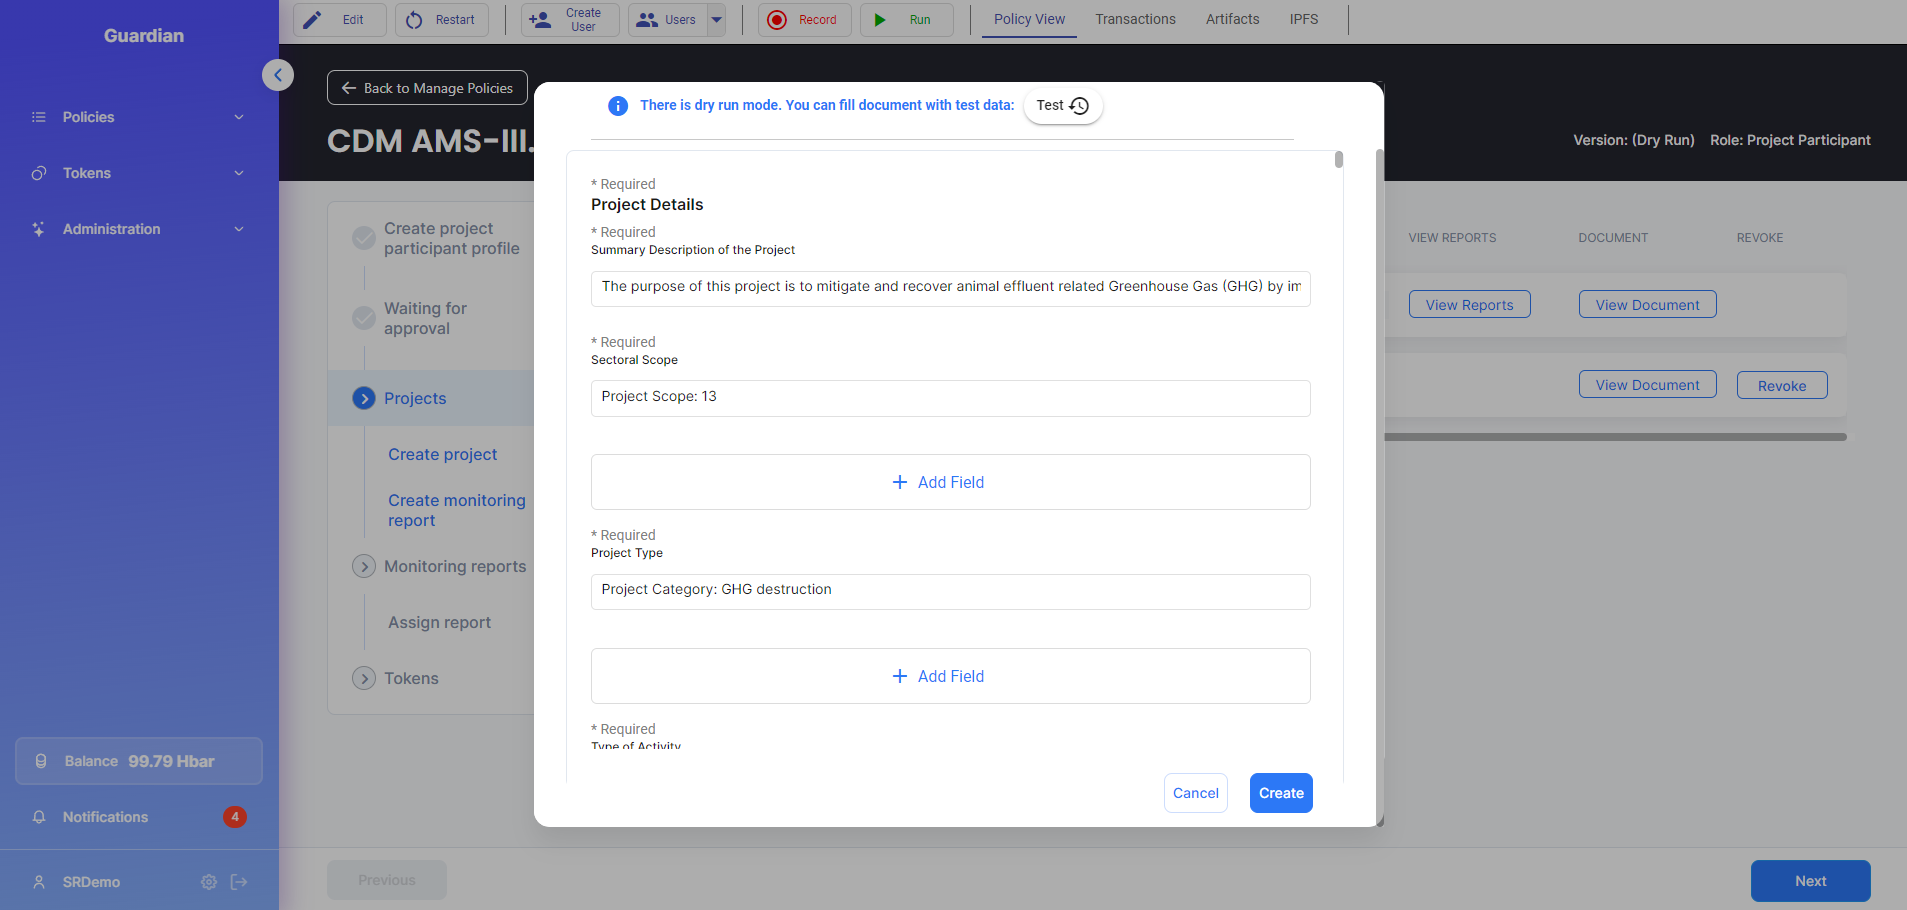 Guardian
Policies
Tokens
Administration
Balance 99.79 Hbar
Notifications 4
SRDemo
Edit
Restart
Create User
Users
Record
Run
Policy View
Transactions
Artifacts
IPFS
Back to Manage Policies
CDM AMS-III.
Version: (Dry Run) Role: Project Participant
Create project
participant profile
Waiting for
approval
Projects
Create project
Create monitoring
report
Monitoring reports
Assign report
Tokens
VIEW REPORTS DOCUMENT REVOKE
View Reports View Document
View Document Revoke
There is dry run mode. You can fill document with test data: Test
* Required
Project Details
* Required
Summary Description of the Project
The purpose of this project is to mitigate and recover animal effluent related Greenhouse Gas (GHG) by im
* Required
Sectoral Scope
Project Scope: 13
+ Add Field
* Required
Project Type
Project Category: GHG destruction
+ Add Field
* Required
Type of Activity
Cancel Create
Previous
Next